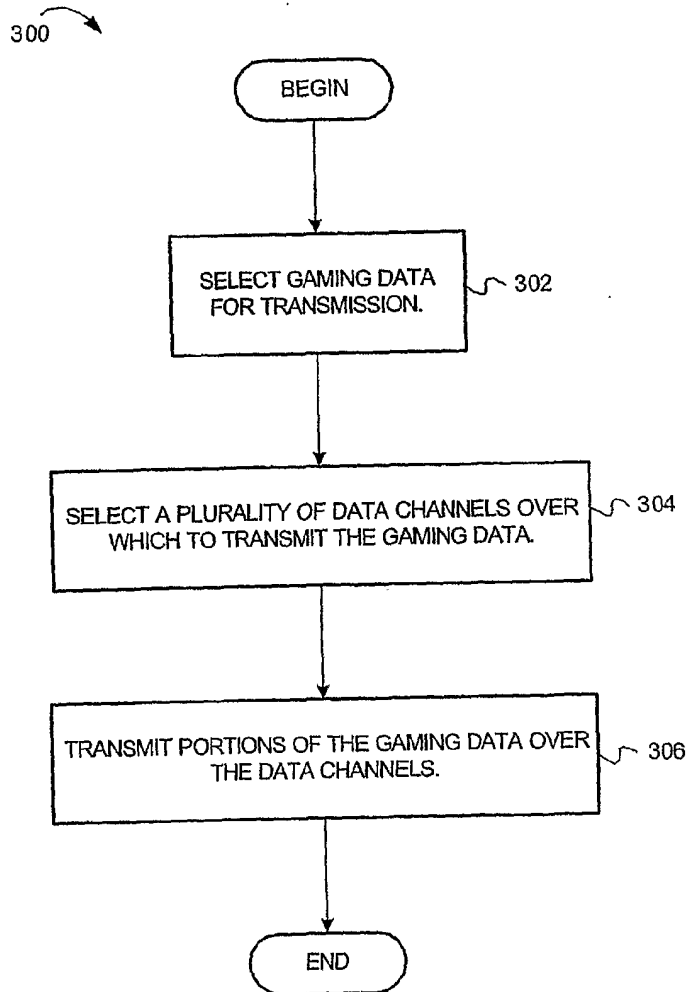 300
BEGIN
SELECT GAMING DATA
FOR TRANSMISSION.
302
SELECT A PLURALITY OF DATA CHANNELS OVER
WHICH TO TRANSMIT THE GAMING DATA.
304
TRANSMIT PORTIONS OF THE GAMING DATA OVER
THE DATA CHANNELS.
306
END